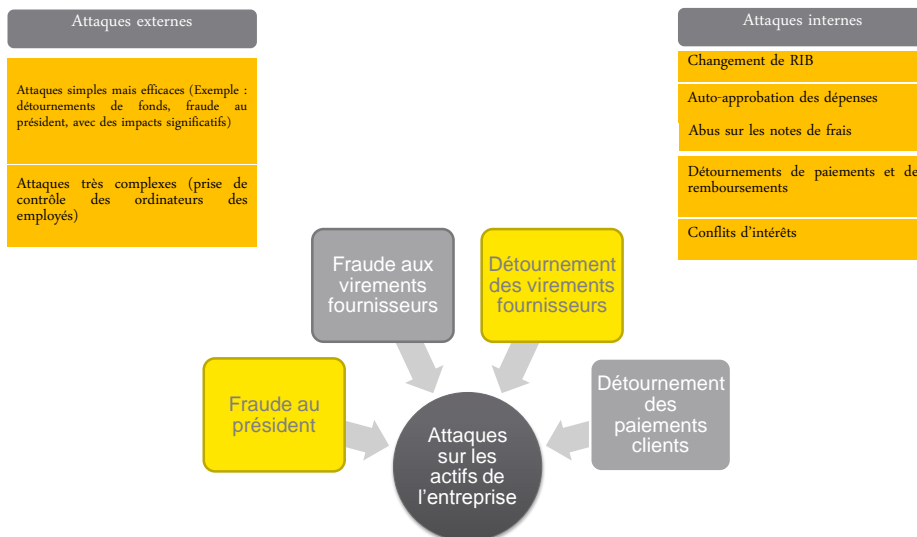 Attaques externes
Attaques simples mais efficaces (Exemple :
détournements de fonds, fraude au
président, avec des impacts significatifs)
Attaques très complexes (prise de
contrôle des ordinateurs des
employés)
Attaques internes
Changement de RIB
Auto-approbation des dépenses
Abus sur les notes de frais
Détournements de paiements et de
remboursements
Conflits d'intérêts
Fraude aux
virements
fournisseurs
Détournement
des virements
fournisseurs
Fraude au
président
Détournement
des
paiements
clients
Attaques
sur les
actifs de
l'entreprise